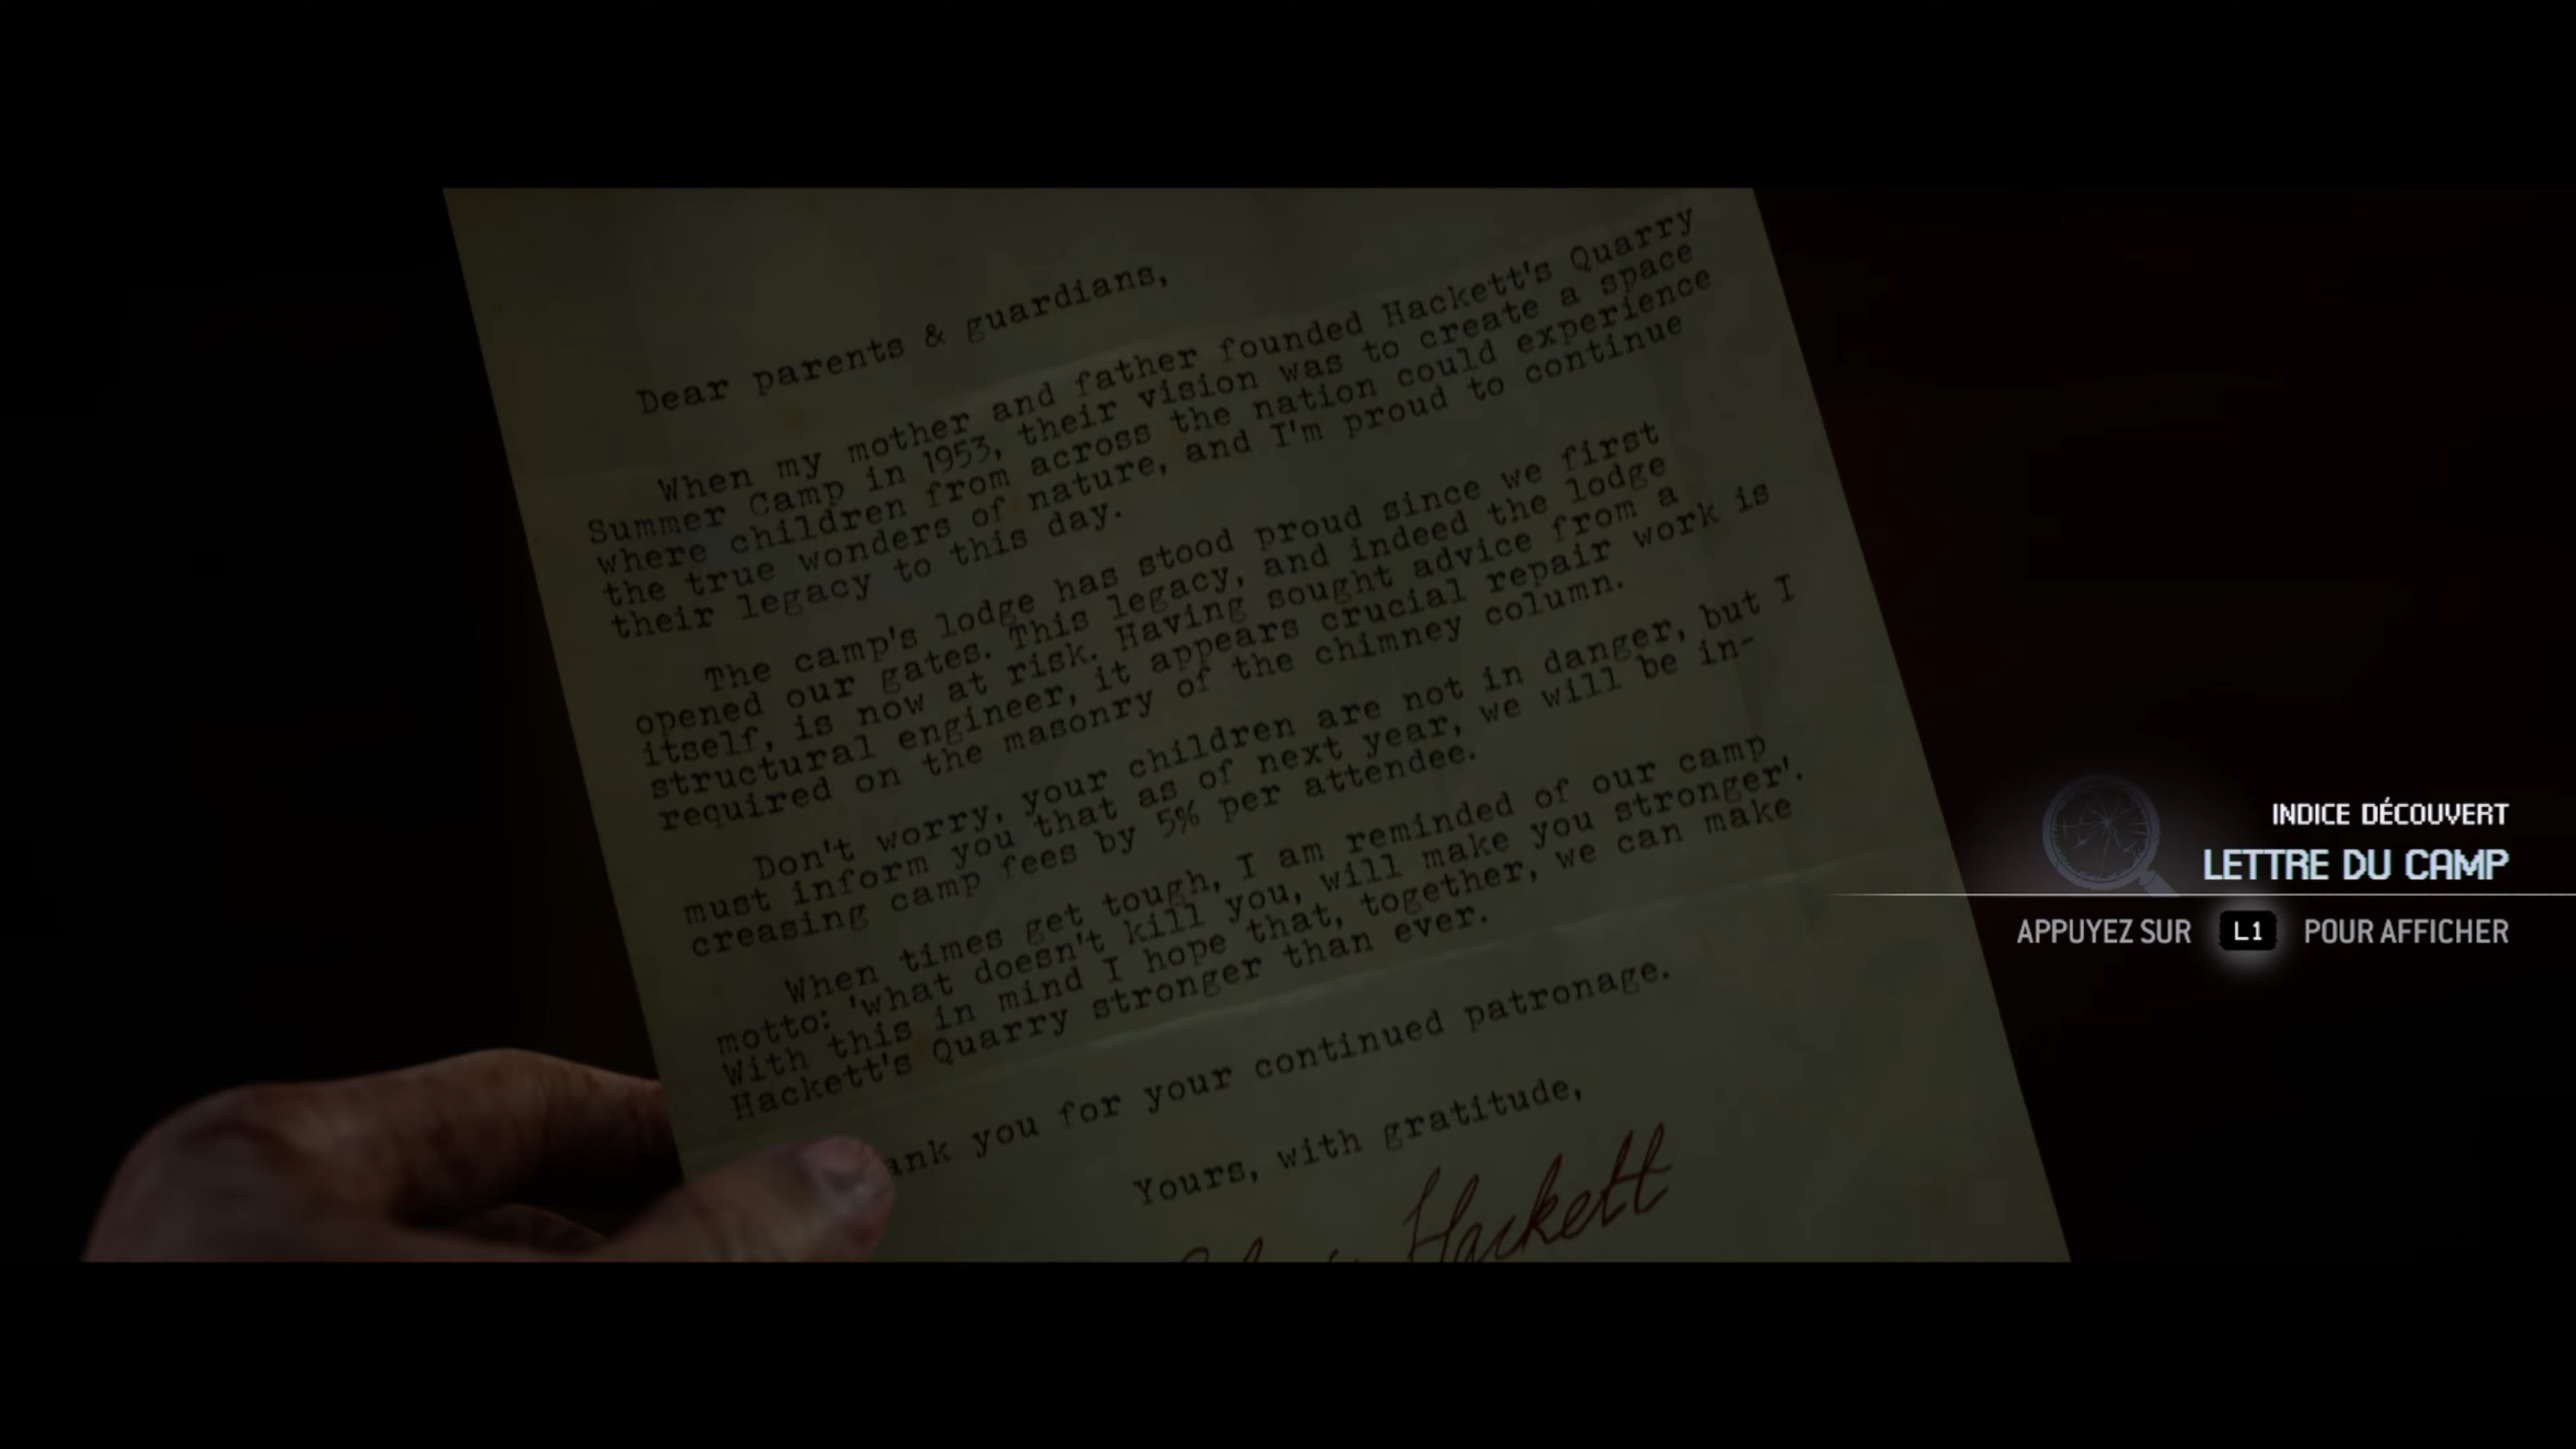 Dear parents & guardians,
When my mother and father founded Hackett's Quarry
Summer Camp in 1953, their vision was to create a space
where children from across the nation could experience
the true wonders of nature, and I'm proud to continue
their legacy to this day.
The camp's lodge has stood proud since we first
opened our gates. This legacy, and indeed the lodge
itself, is now at risk. Having sought advice from a
structural engineer, it appears crucial repair work is
required on the masonry of the chimney column.
Don't worry, your children are not in danger, but I
must inform you that as of next year, we will be in-
creasing camp fees by 5% per attendee.
When times get tough, I am reminded of our camp
motto: 'what doesn't kill you, will make you stronger'.
With this in mind I hope that, together, we can make
Hackett's Quarry stronger than ever.
ank you for your continued patronage.
Yours, with gratitude,
Hackett
INDICE DÉCOUVERT
LETTRE DU CAMP
APPUYEZ SUR L1 POUR AFFICHER